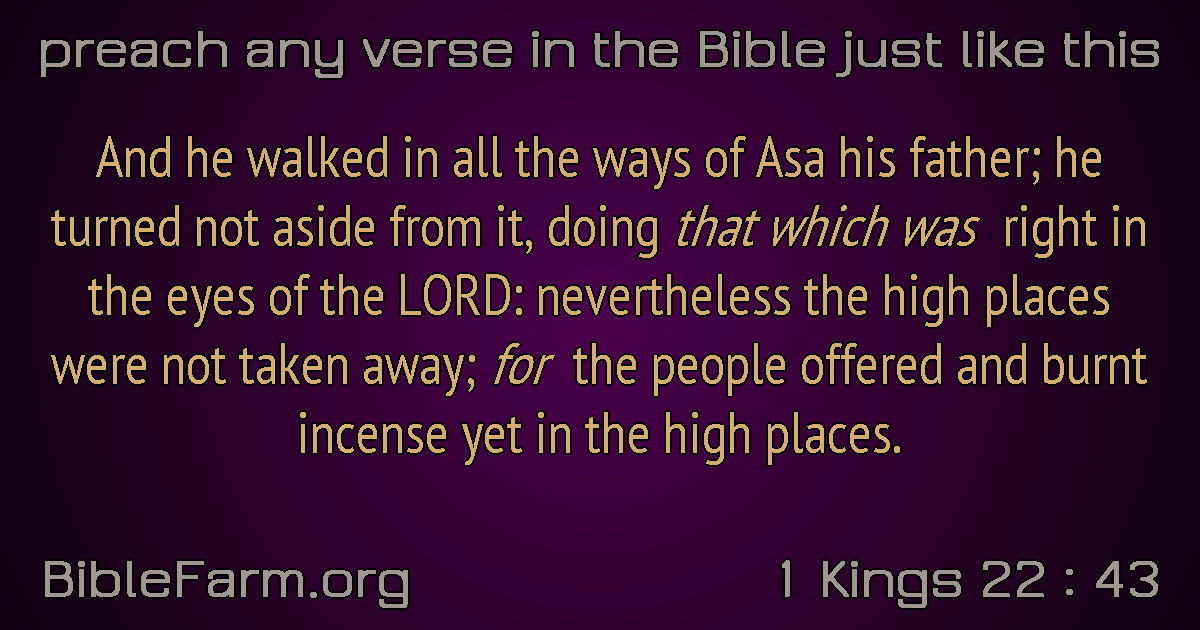 preach any verse in the Bible just like this
And he walked in all the ways of Asa his father; he
turned not aside from it, doing that which was right in
the eyes of the LORD: nevertheless the high places
were not taken away; for the people offered and burnt
incense yet in the high places.
BibleFarm.org
1 Kings 22 : 43